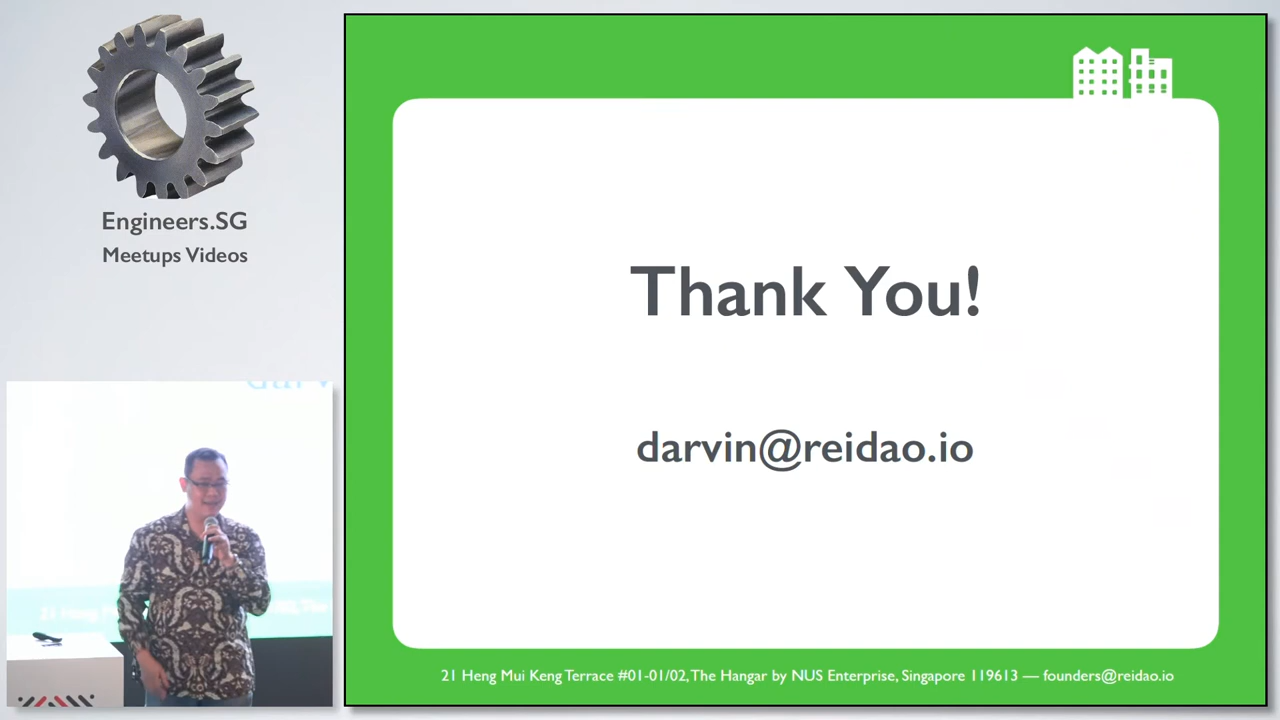 Engineers.SG
Meetups Videos
Thank You!
darvin@reidao.io
21 Heng Mui Keng Terrace #01-01/02, The Hangar by NUS Enterprise, Singapore 119613 — founders@reidao.io